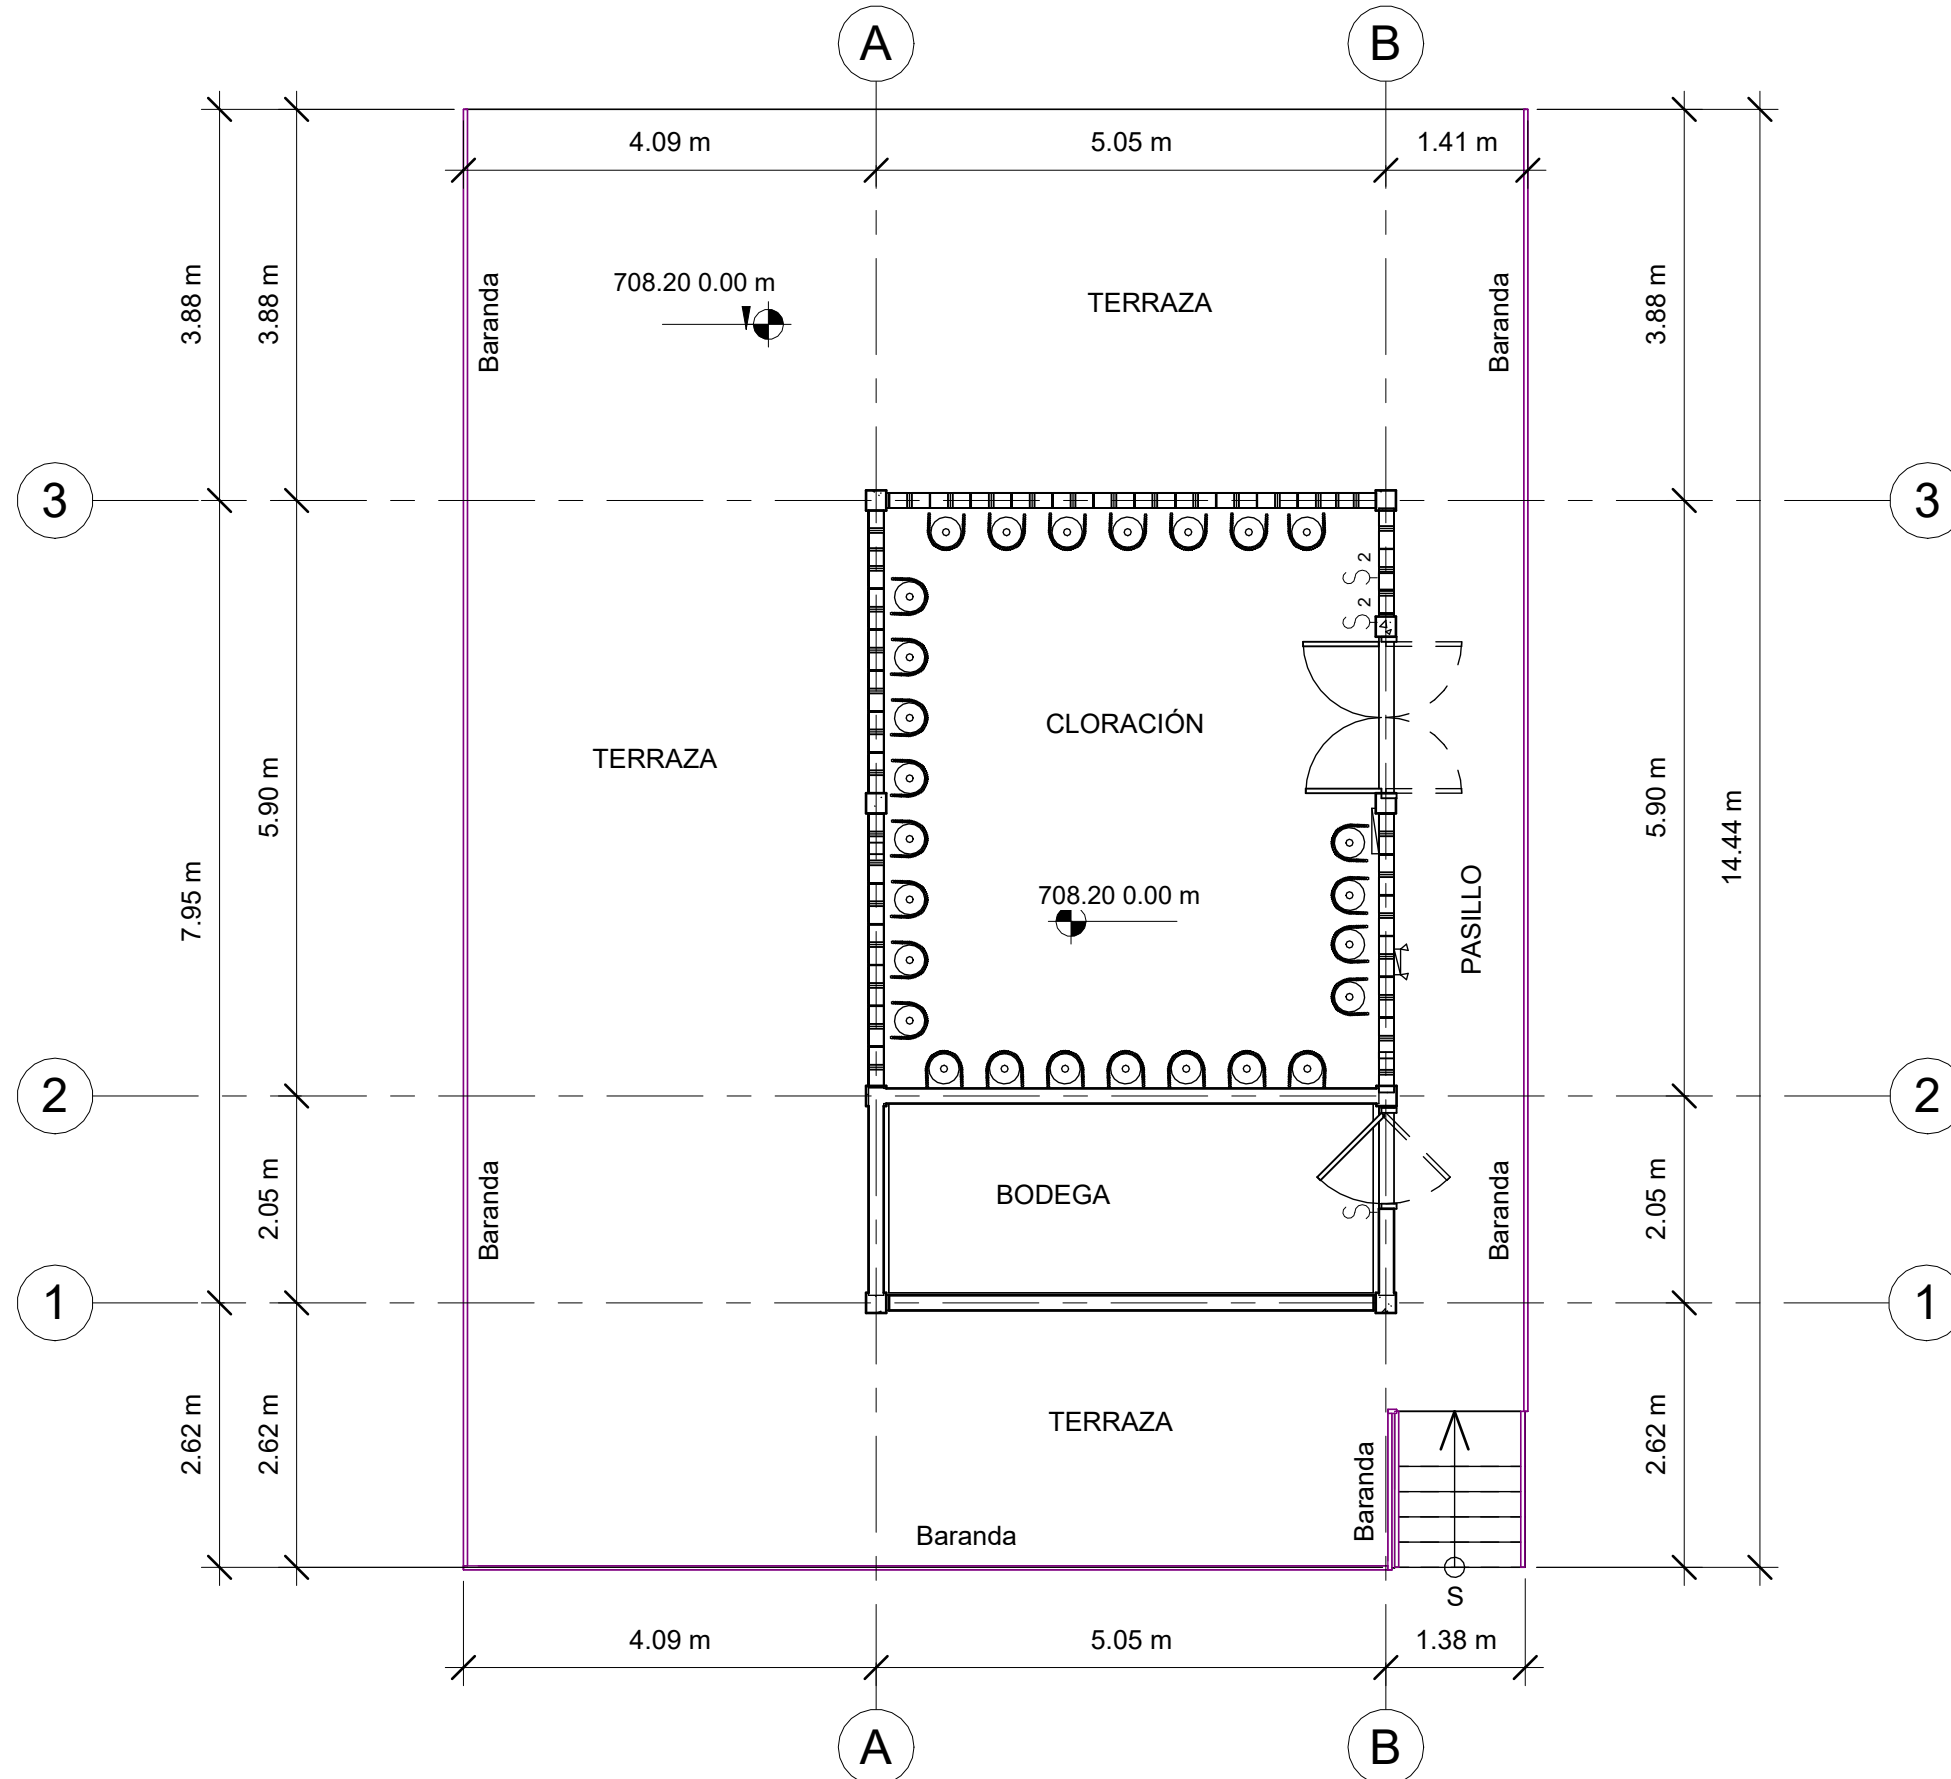 A
B
4.09 m
5.05 m
1.41 m
3.88 m
3.88 m
Baranda
708.20 0.00 m
TERRAZA
Baranda
3.88 m
3
3
S 2
S 2
CLORACIÓN
TERRAZA
5.90 m
7.95 m
5.90 m
14.44 m
708.20 0.00 m
PASILLO
2
2
2.05 m
Baranda
BODEGA
S
Baranda
2.05 m
1
1
2.62 m
2.62 m
TERRAZA
Baranda
2.62 m
Baranda
S
4.09 m
5.05 m
1.38 m
A
B